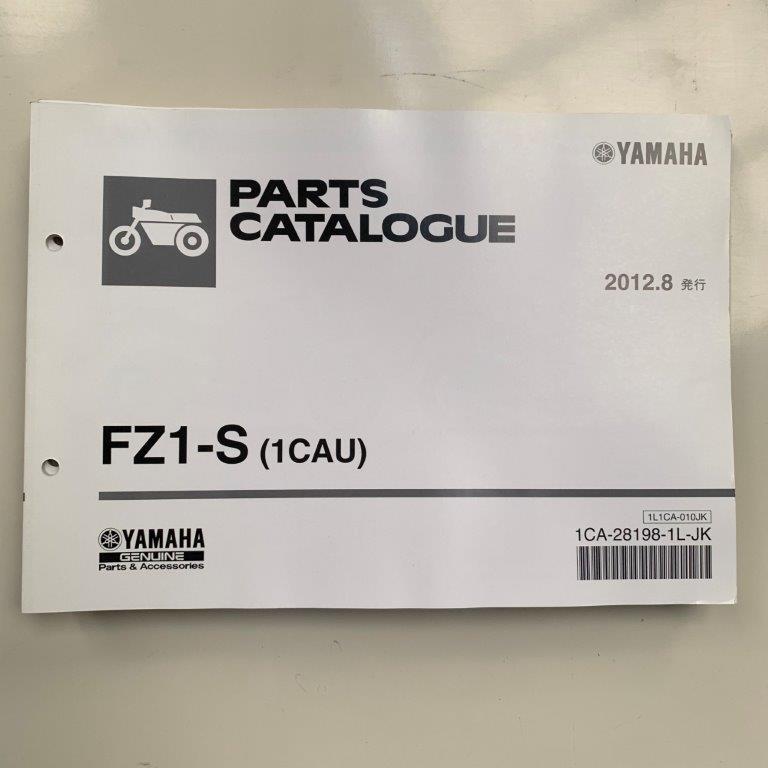 YAMAHA
PARTS
CATALOGUE
2012.8 発行
FZ1-S (1CAU)
1L1CA-010JK
1CA-28198-1L-JK
YAMAHA
GENUINE
Parts & Accessories